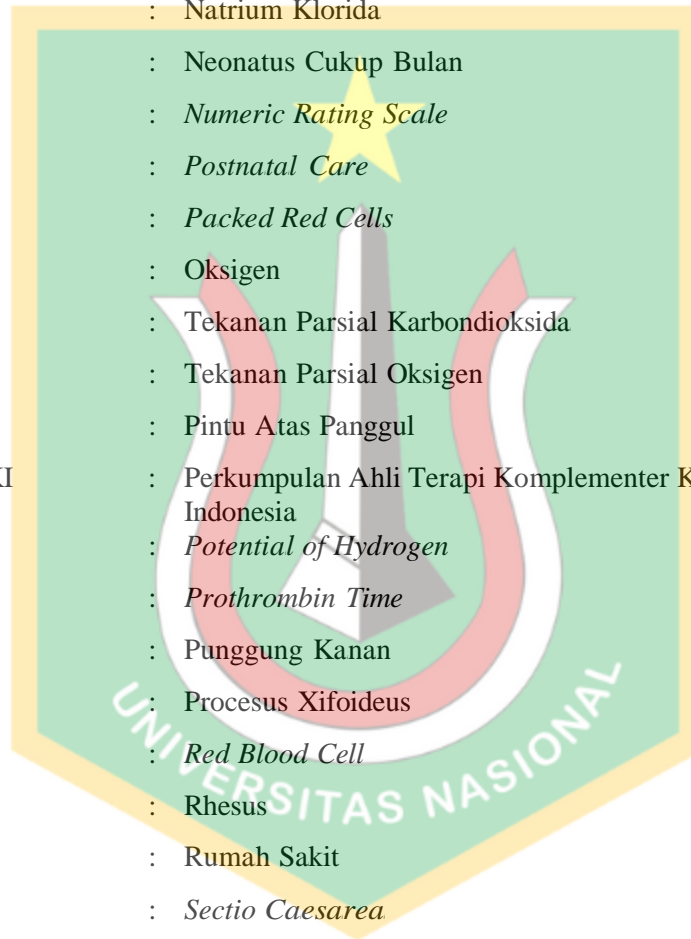 : Natrium Klorida
: Neonatus Cukup Bulan
: Numeric Rating Scale
: Postnatal Care
: Packed Red Cells
: Oksigen
: Tekanan Parsial Karbondioksida
: Tekanan Parsial Oksigen
: Pintu Atas Panggul
: Perkumpulan Ahli Terapi Komplementer
Indonesia
: Potential of Hydrogen
: Prothrombin Time
: Punggung Kanan
: Procesus Xifoideus
: Red Blood Cell
: Rhesus
: Rumah Sakit
: Sectio Caesarea
UNIVERSITAS NASIONAL